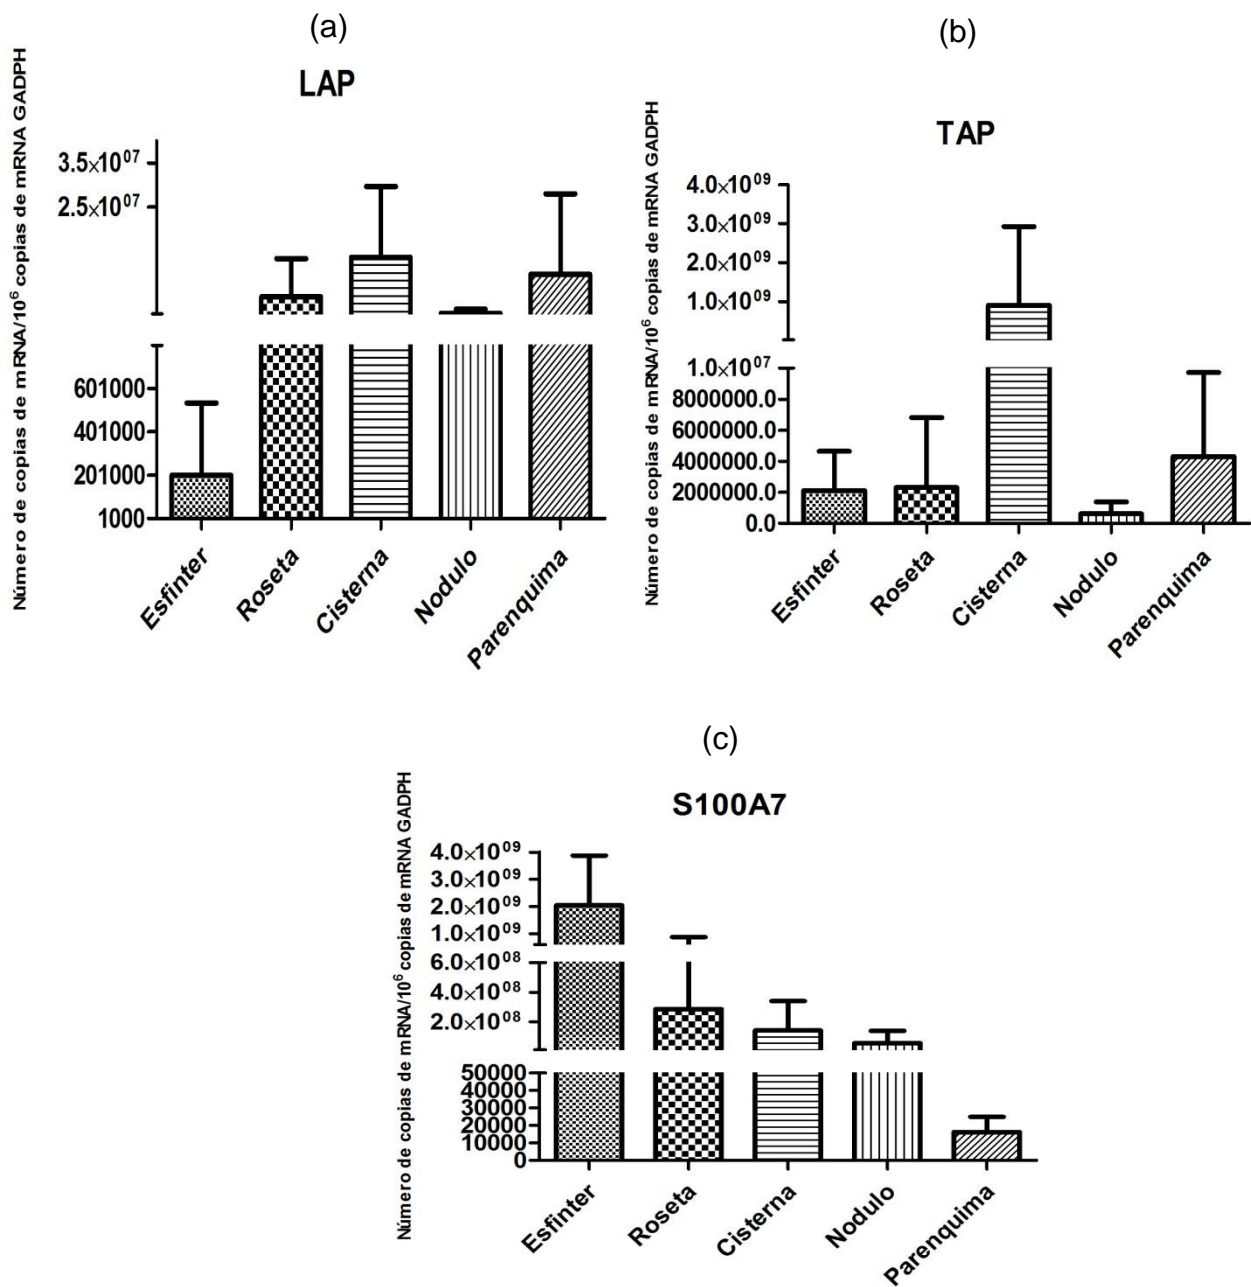 (a)
LAP
Número de copias de mRNA/10⁶ copias de mRNA GADPH
3.5×10⁰⁷
2.5×10⁰⁷
601000
401000
201000
1000
Esfinter
Roseta
Cisterna
Nodulo
Parenquima
(b)
TAP
Número de copias de mRNA/10⁶ copias de mRNA GADPH
4.0×10⁰⁹
3.0×10⁰⁹
2.0×10⁰⁹
1.0×10⁰⁹
1.0×10⁰⁷
8000000.0
6000000.0
4000000.0
2000000.0
0.0
Esfinter
Roseta
Cisterna
Nodulo
Parenquima
(c)
S100A7
Número de copias de mRNA/10⁶ copias de mRNA GADPH
4.0×10⁰⁹
3.0×10⁰⁹
2.0×10⁰⁹
1.0×10⁰⁹
6.0×10⁰⁸
4.0×10⁰⁸
2.0×10⁰⁸
50000
40000
30000
20000
10000
0
Esfinter
Roseta
Cisterna
Nodulo
Parenquima